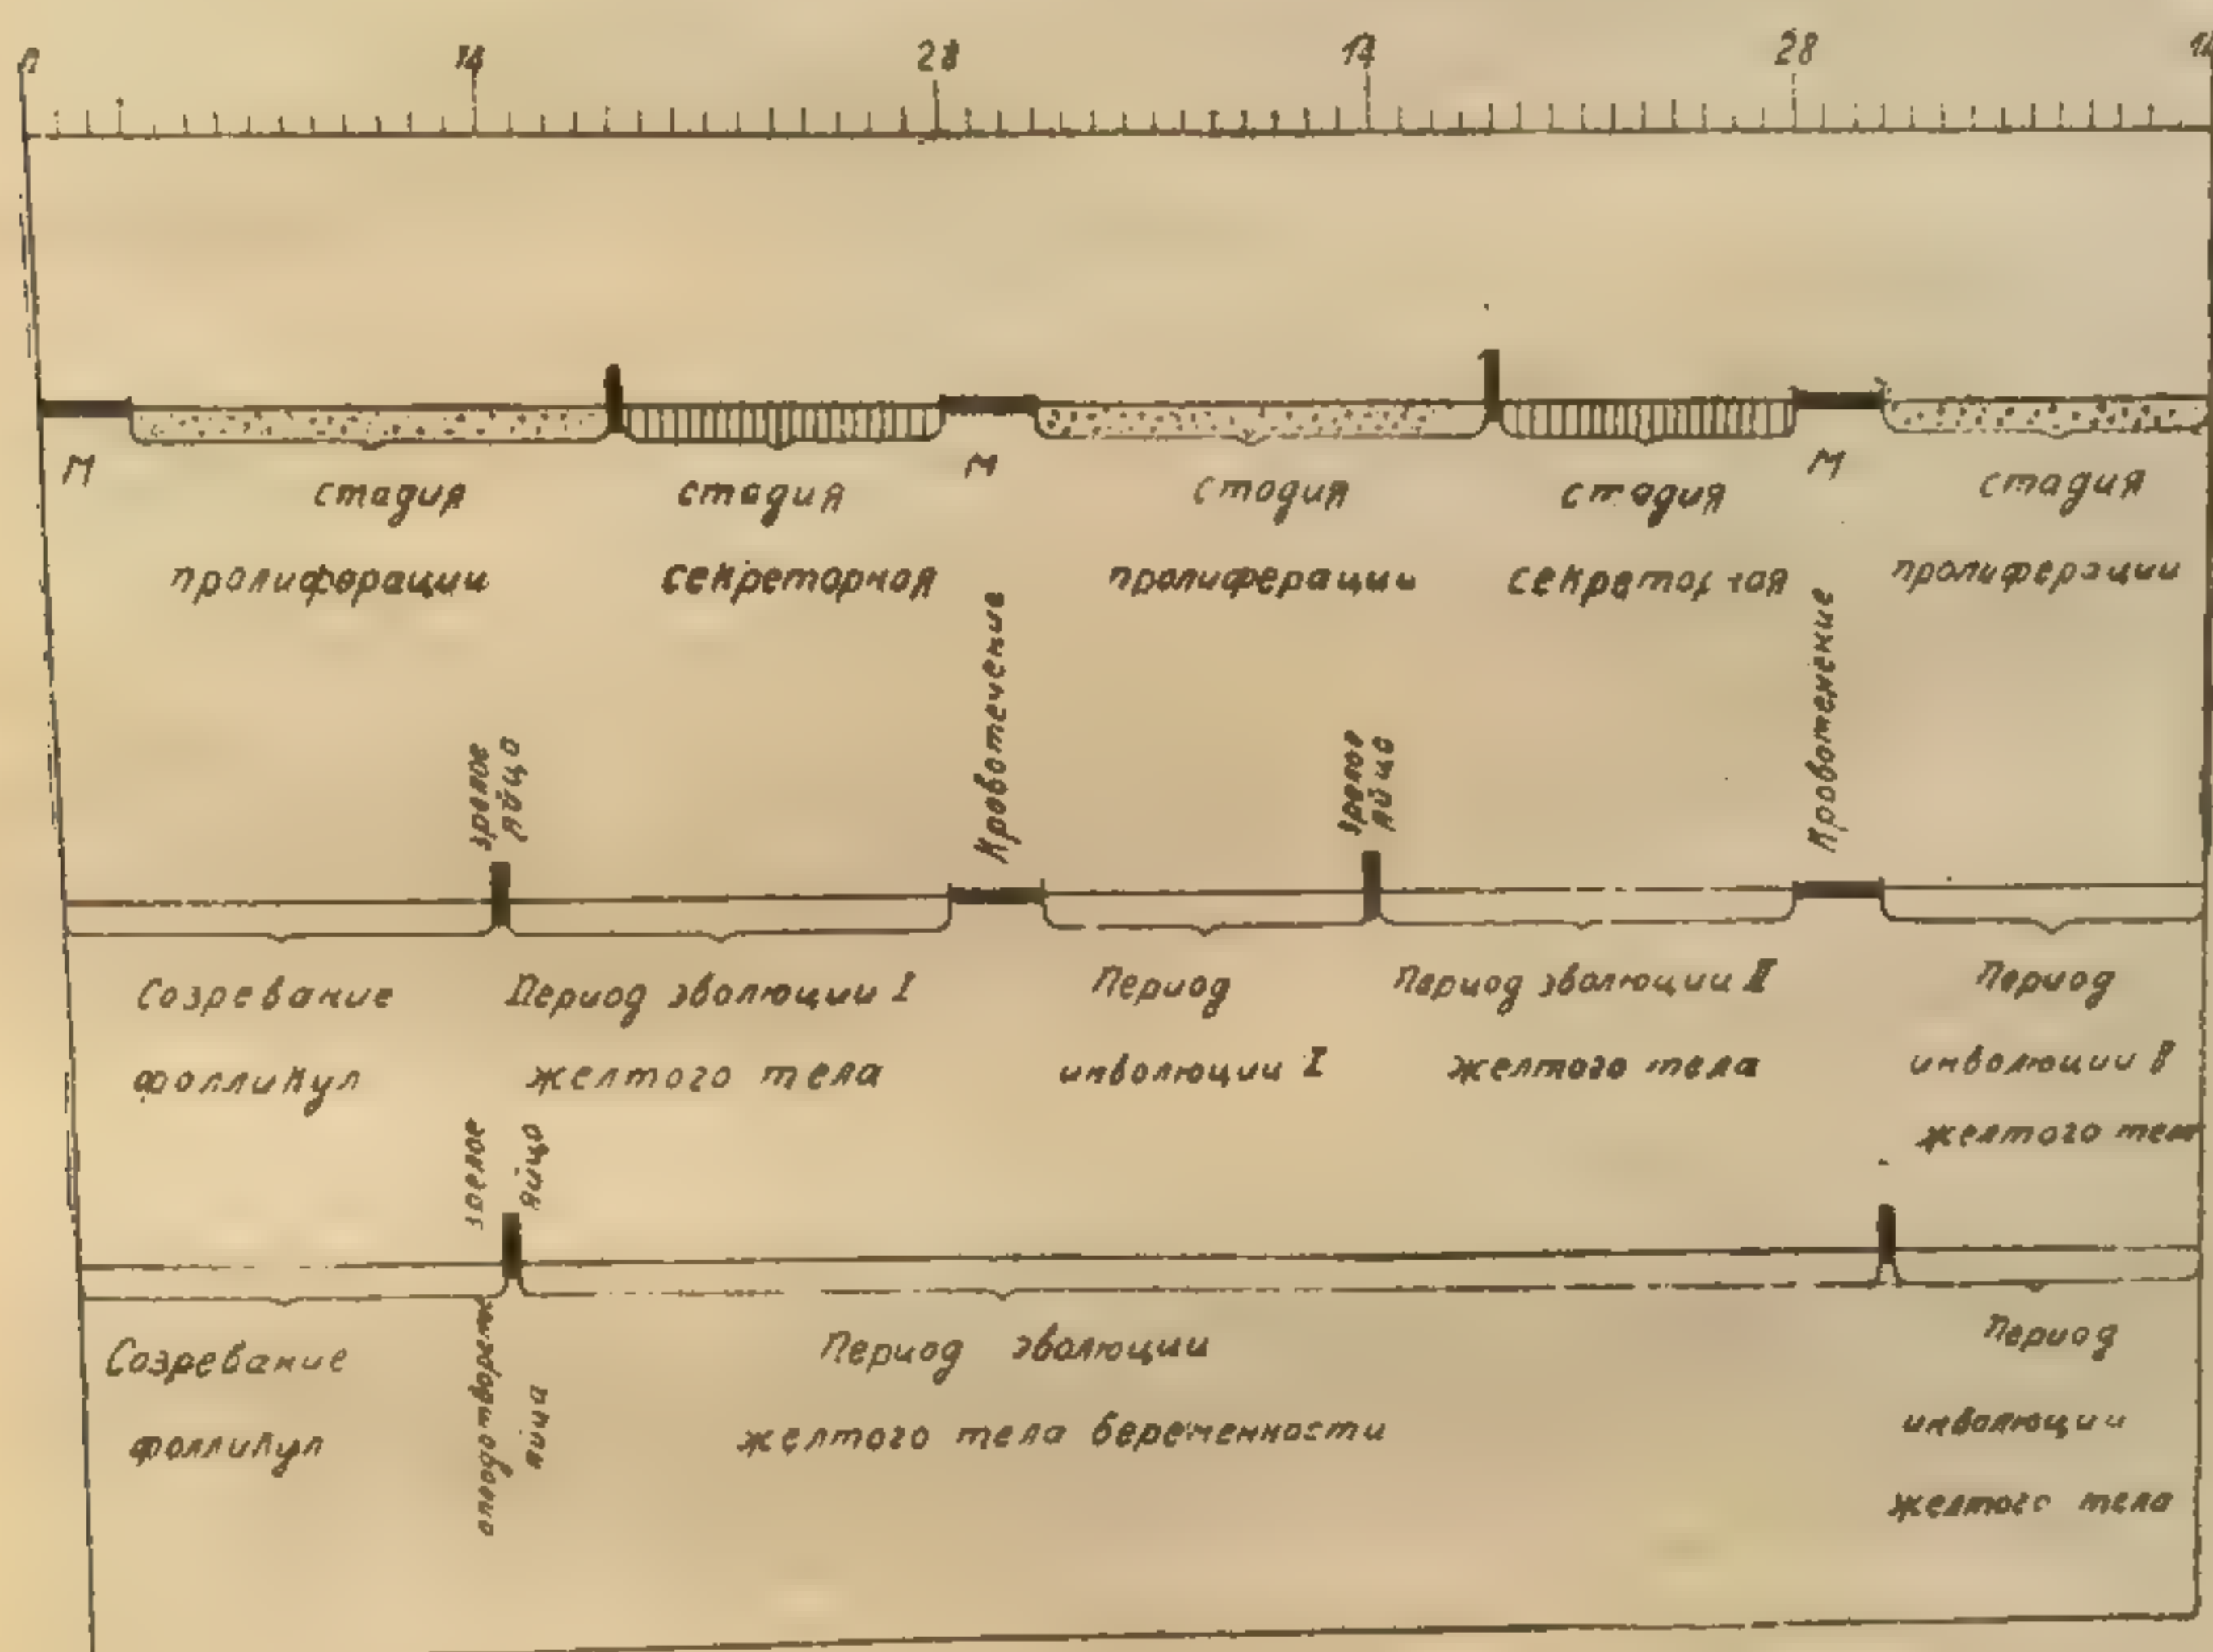 0 14 28 14 28 14
М М М
стадия стадия стадия стадия стадия
пролиферации секреторная пролиферации секреторная пролиферации
Кровотечение Кровотечение
зрелое яйцо зрелое яйцо
Созревание Период эволюции I Период Период эволюции II Период
фолликул желтого тела инволюции I желтого тела инволюции II
желтого тела
зрелое яйцо
Созревание Период эволюции Период
фолликул желтого тела беременности инволюции
яйца
желтого тела